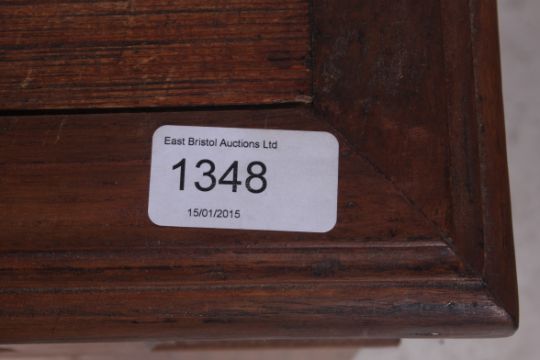 East Bristol Auctions Ltd
1348
15/01/2015